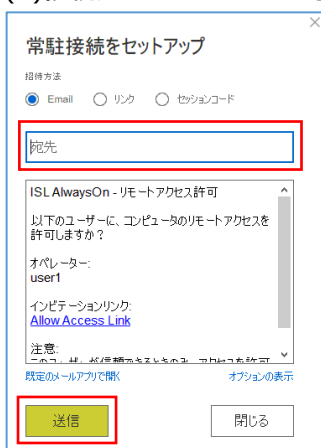 常駐接続をセットアップ
招待方法
Email リンク セッションコード
宛先
ISL AlwaysOn - リモートアクセス許可
以下のユーザーに、コンピュータのリモートアクセスを
許可しますか？
オペレーター:
user1
インビテーションリンク:
Allow Access Link
注意:
既定のメールアプリで開く オプションの表示
送信 閉じる